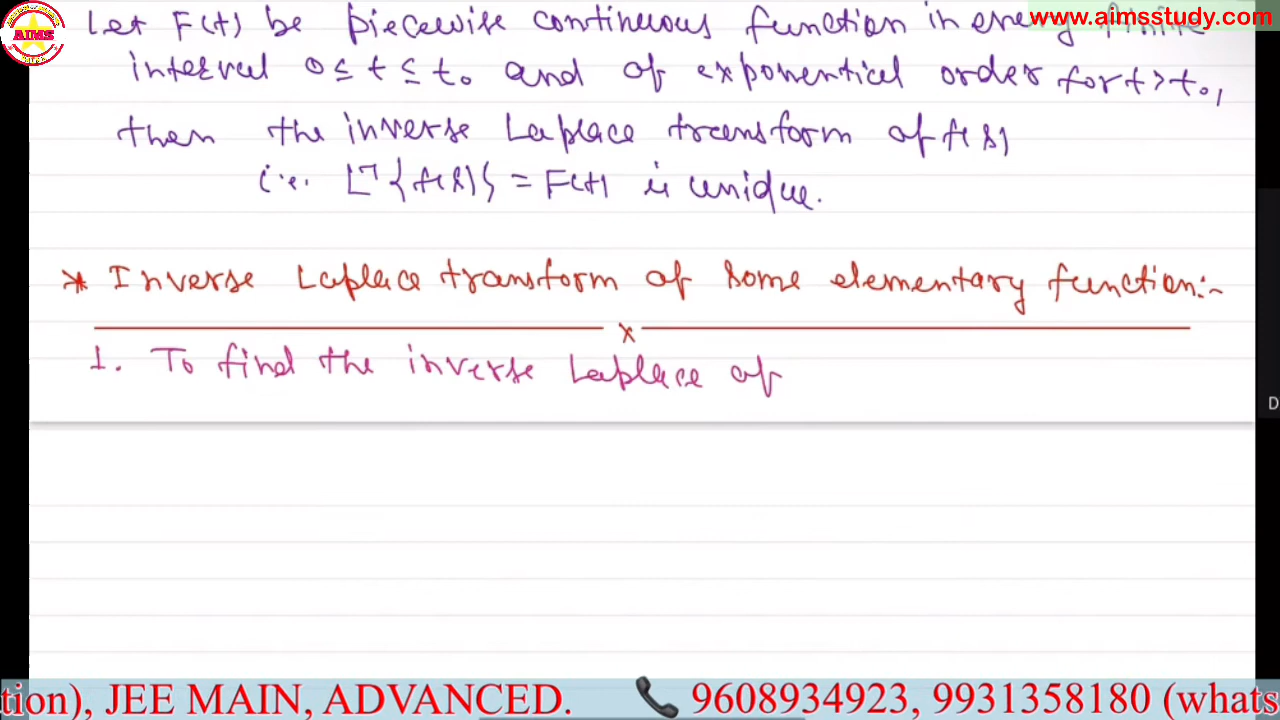 www.aimsstudy.com
AIMS
Let F(t) be piecewise continuous function in every finite
interval 0 ≤ t ≤ t₀ and of exponential order for t > t₀,
then the inverse Laplace transform of f(s)
i.e. L⁻¹{f(s)} = F(t) is unique.
* Inverse Laplace transform of some elementary function:-
x
1. To find the inverse Laplace of
D
tion), JEE MAIN, ADVANCED. 📞 9608934923, 9931358180 (whats